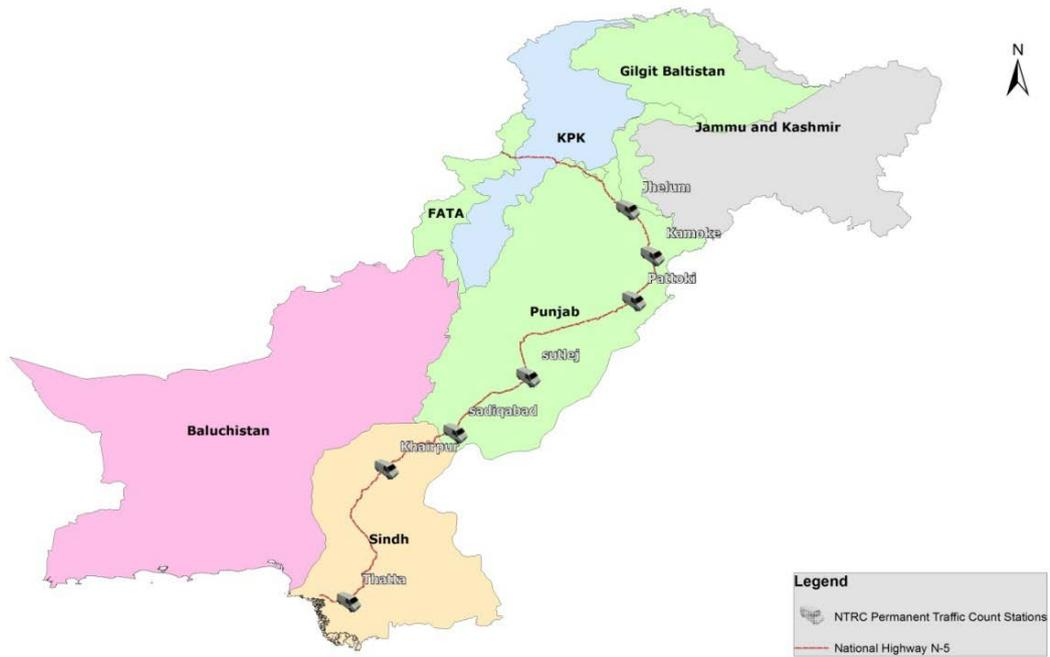 N
Gilgit Baltistan
Jammu and Kashmir
KPK
Jhelum
FATA
Kamoke
Pattoki
Punjab
sutlej
sadiqabad
Baluchistan
Khairpur
Sindh
Thatta
Legend
NTRC Permanent Traffic Count Stations
National Highway N-5